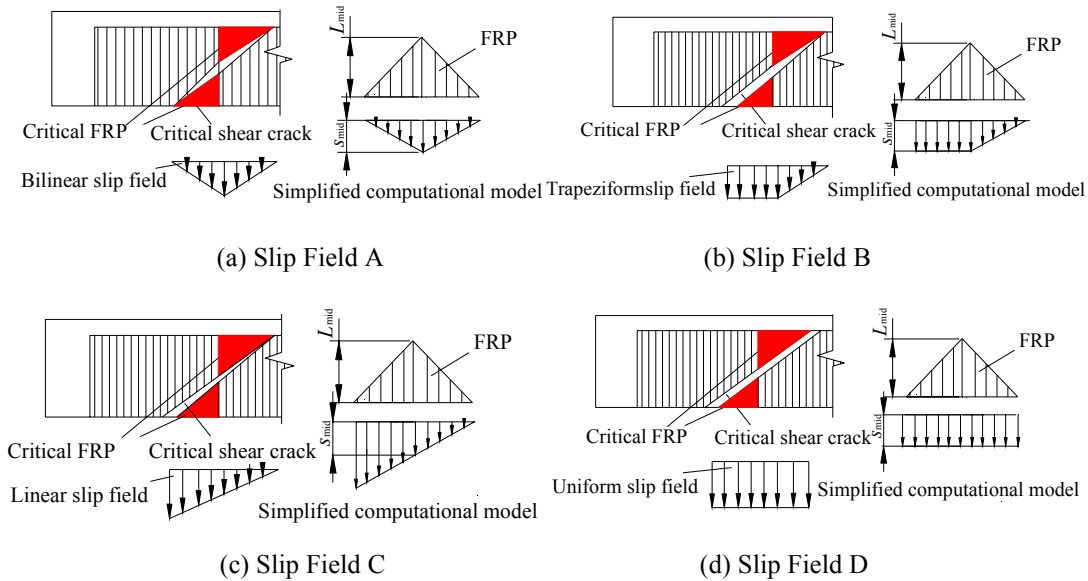 L_mid
FRP
Critical FRP
Critical shear crack
s_mid
Bilinear slip field
Simplified computational model
(a) Slip Field A
L_mid
FRP
Critical FRP
Critical shear crack
s_mid
Trapeziformslip field
Simplified computational model
(b) Slip Field B
L_mid
FRP
Critical FRP
Critical shear crack
s_mid
Linear slip field
Simplified computational model
(c) Slip Field C
L_mid
FRP
Critical FRP
Critical shear crack
s_mid
Uniform slip field
Simplified computational model
(d) Slip Field D